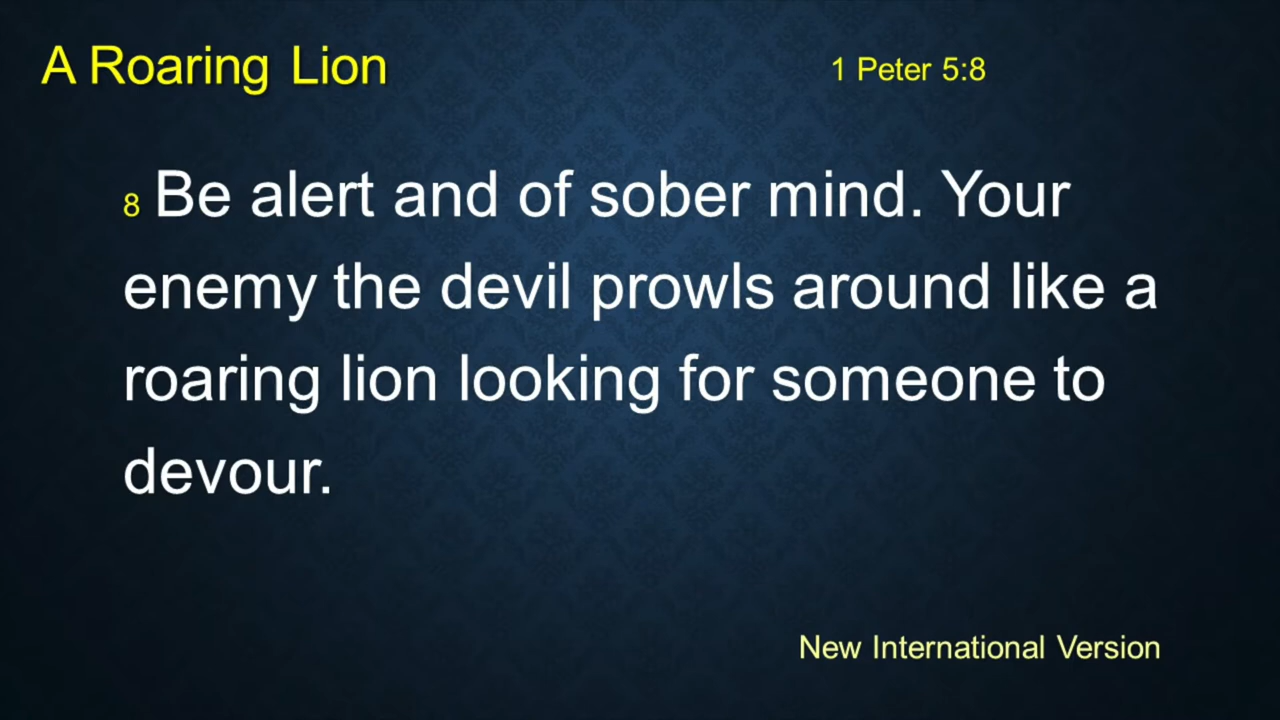 A Roaring Lion
1 Peter 5:8
8 Be alert and of sober mind. Your
enemy the devil prowls around like a
roaring lion looking for someone to
devour.
New International Version